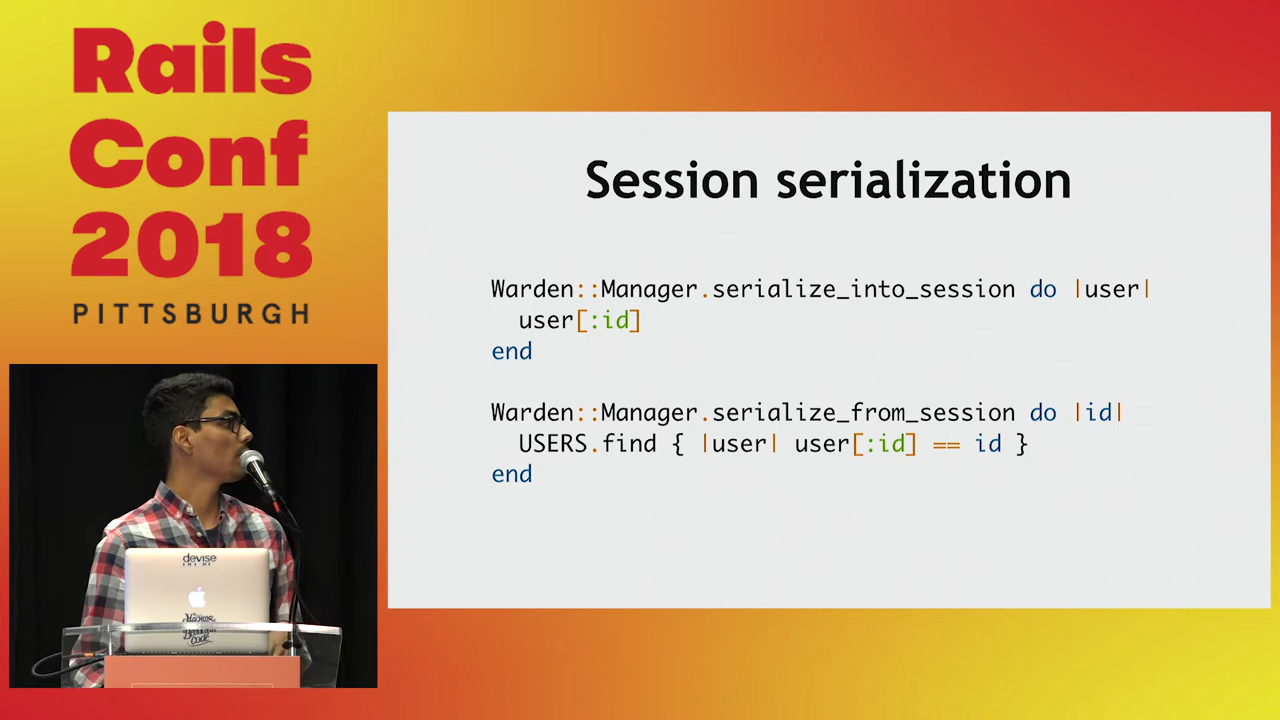 Rails
Conf
2018
PITTSBURGH
Session serialization
Warden::Manager.serialize_into_session do |user|
  user[:id]
end
Warden::Manager.serialize_from_session do |id|
  USERS.find { |user| user[:id] == id }
end
devise
Code